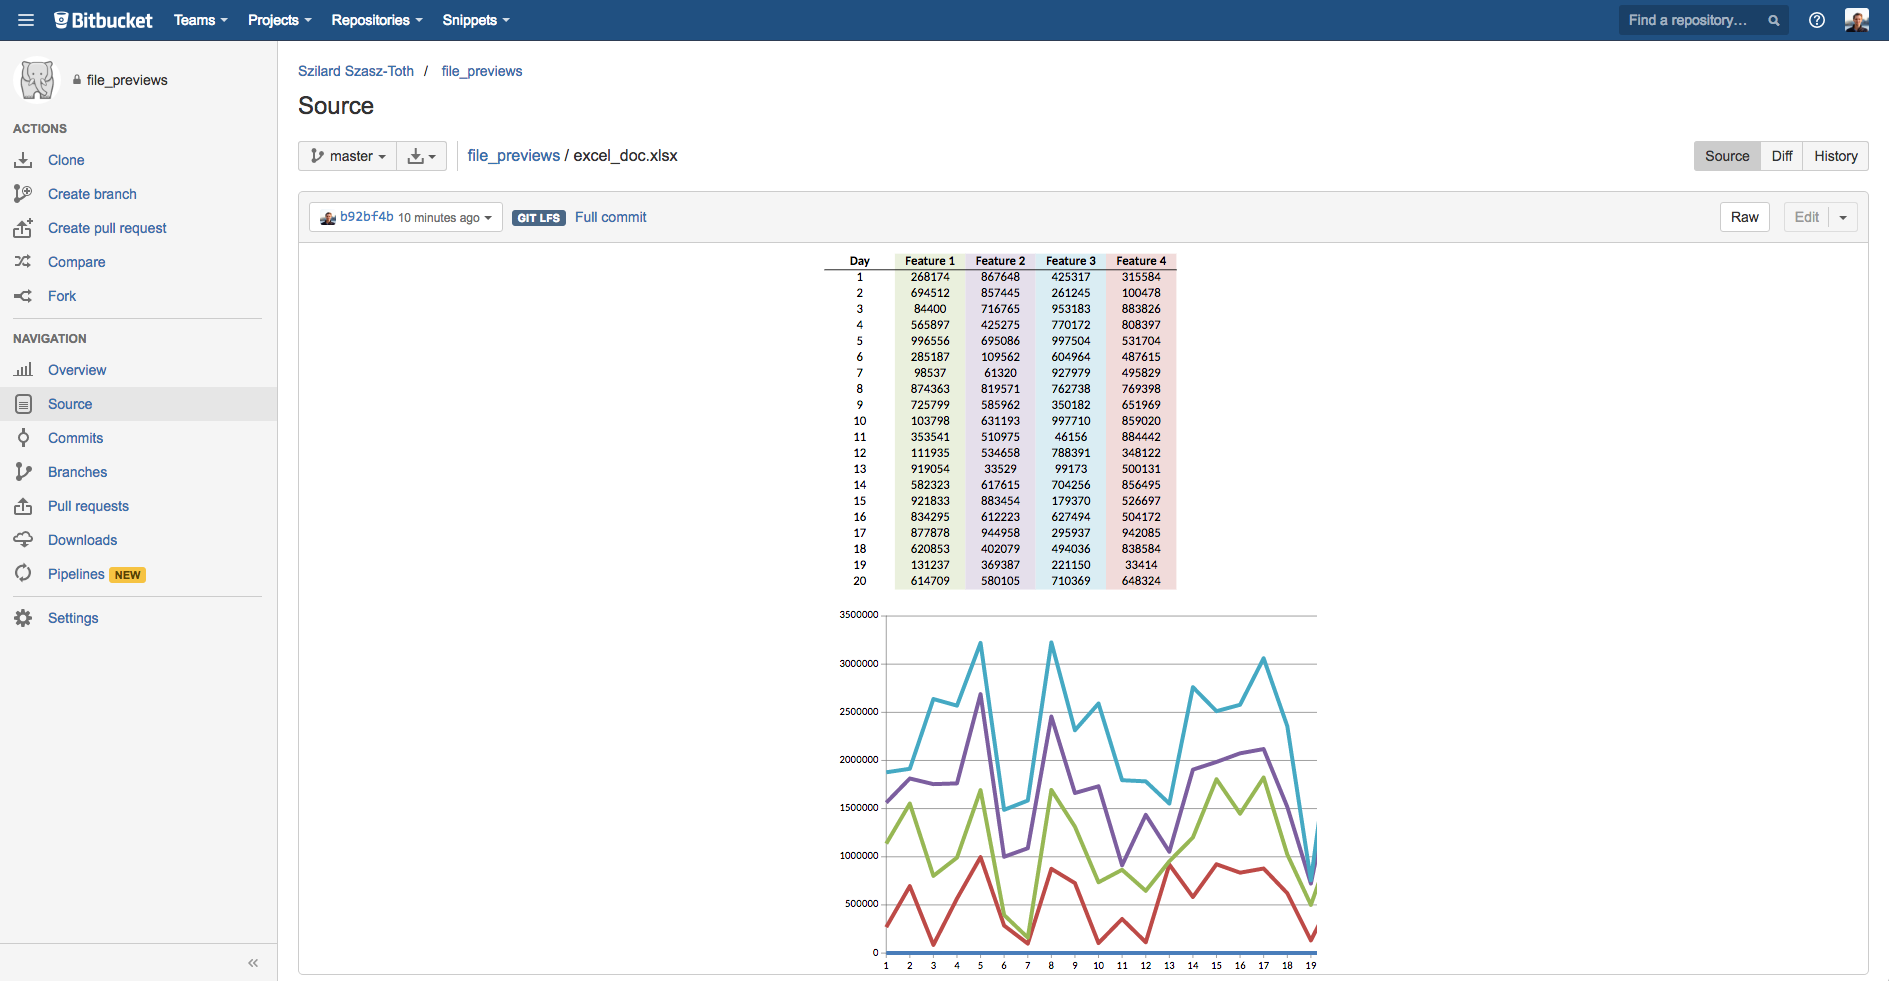 Bitbucket Teams Projects Repositories Snippets Find a repository...
file_previews
ACTIONS
Clone
Create branch
Create pull request
Compare
Fork
NAVIGATION
Overview
Source
Commits
Branches
Pull requests
Downloads
Pipelines NEW
Settings
Szilard Szasz-Toth / file_previews
Source
master file_previews / excel_doc.xlsx Source Diff History
b92bf4b 10 minutes ago GIT LFS Full commit Raw Edit
Day Feature 1 Feature 2 Feature 3 Feature 4
1 268174 867648 425317 315584
2 694512 857445 261245 100478
3 84400 716765 953183 883826
4 565897 425275 770172 808397
5 996556 695086 997504 531704
6 285187 109562 604964 487615
7 98537 61320 927979 495829
8 874363 819571 762738 769398
9 725799 585962 350182 651969
10 103798 631193 997710 859020
11 353541 510975 46156 884442
12 111935 534658 788391 348122
13 919054 33529 99173 500131
14 582323 617615 704256 856495
15 921833 883454 179370 526697
16 834295 612223 627494 504172
17 877878 944958 295937 942085
18 620853 402079 494036 838584
19 131237 369387 221150 33414
20 614709 580105 710369 648324
3500000
3000000
2500000
2000000
1500000
1000000
500000
0
1 2 3 4 5 6 7 8 9 10 11 12 13 14 15 16 17 18 19